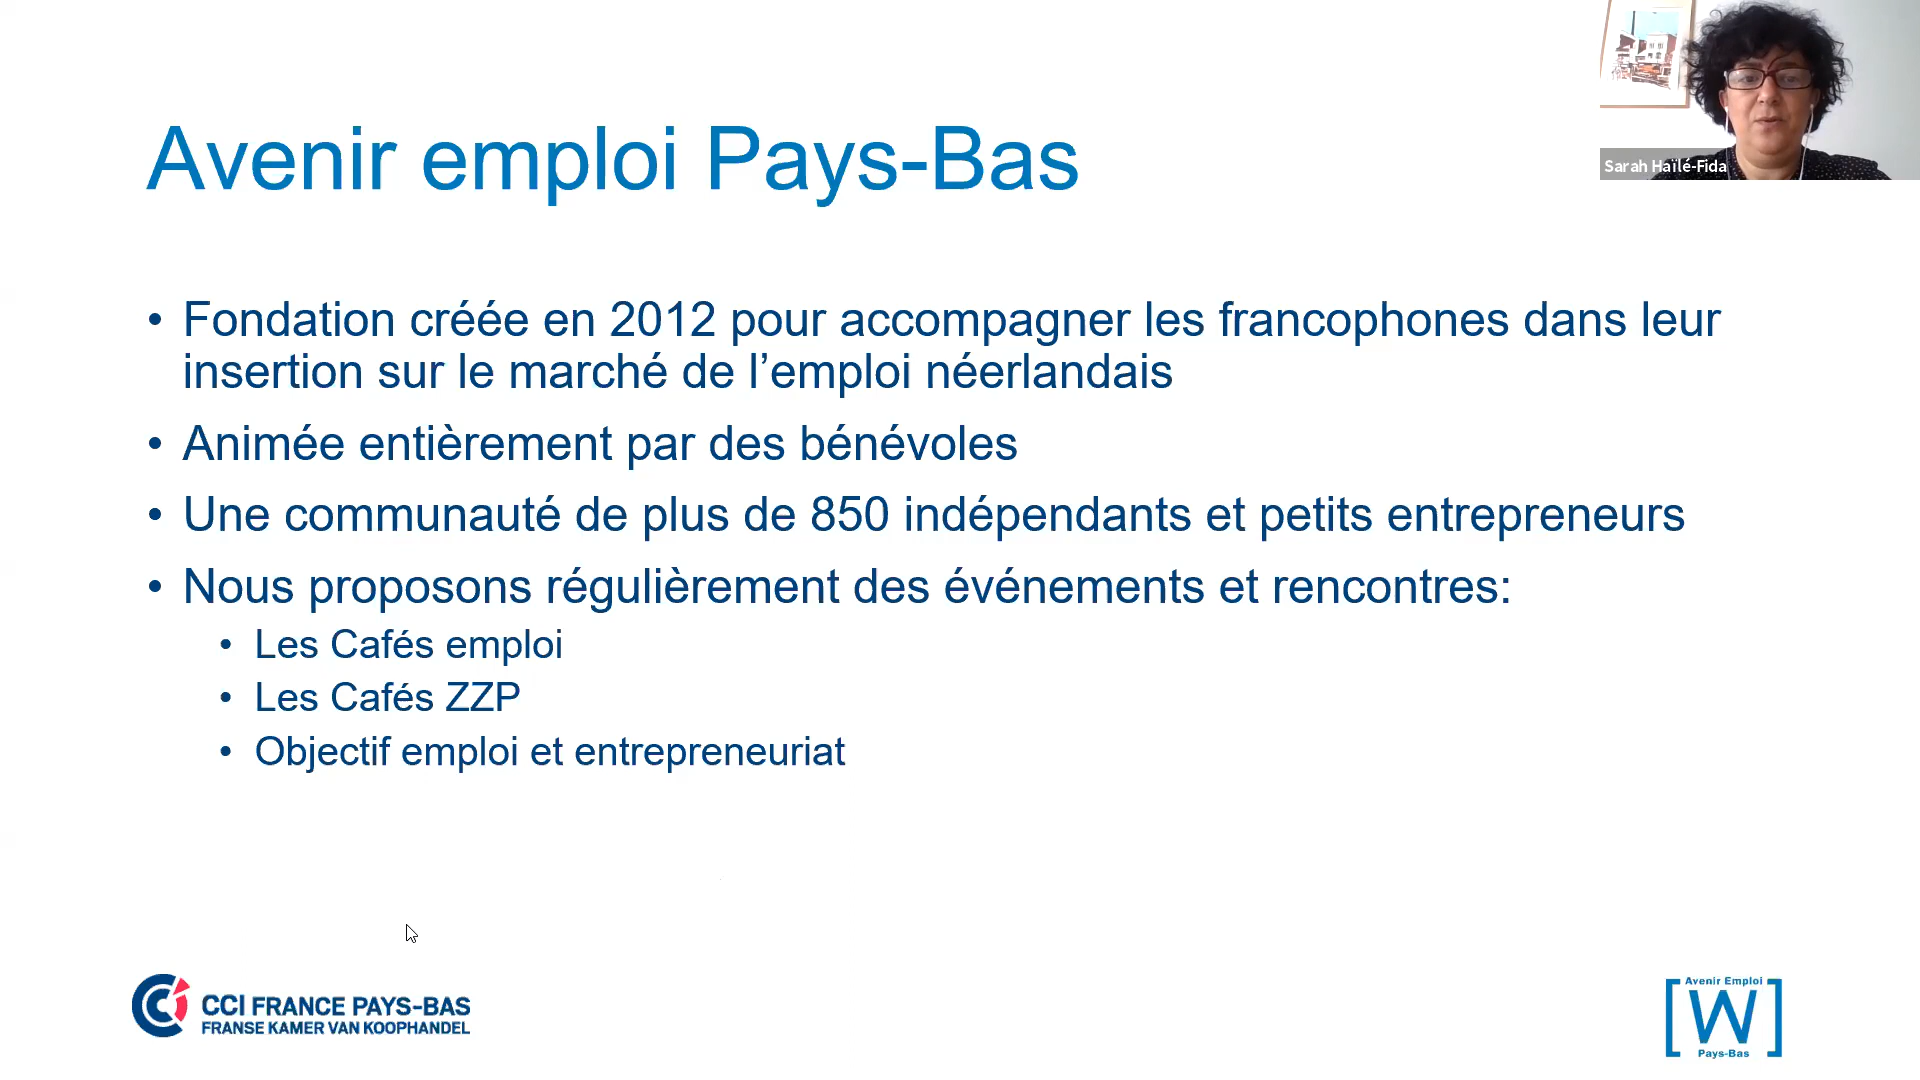 Avenir emploi Pays-Bas
Sarah Haïlé-Fida
• Fondation créée en 2012 pour accompagner les francophones dans leur
insertion sur le marché de l’emploi néerlandais
• Animée entièrement par des bénévoles
• Une communauté de plus de 850 indépendants et petits entrepreneurs
• Nous proposons régulièrement des événements et rencontres:
• Les Cafés emploi
• Les Cafés ZZP
• Objectif emploi et entrepreneuriat
CCI FRANCE PAYS-BAS
FRANSE KAMER VAN KOOPHANDEL
Avenir Emploi
[W]
Pays-Bas